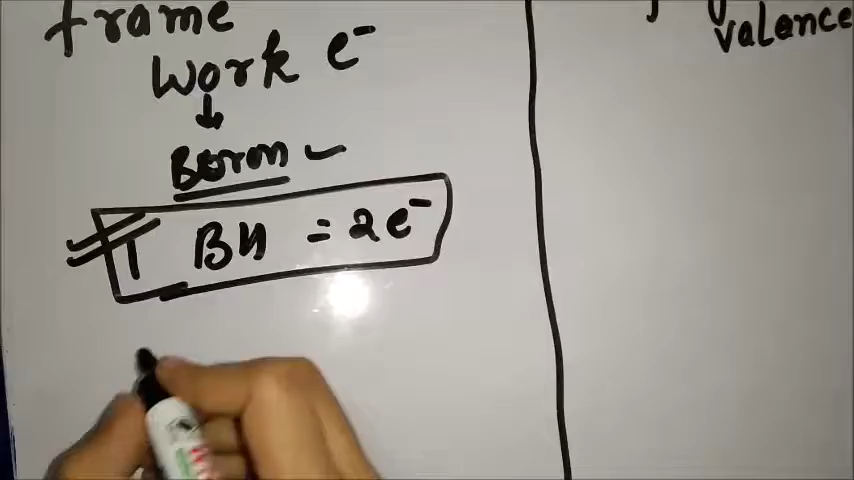 frame
Work e⁻
↓
Boron ✓
1 BH = 2e⁻
valence